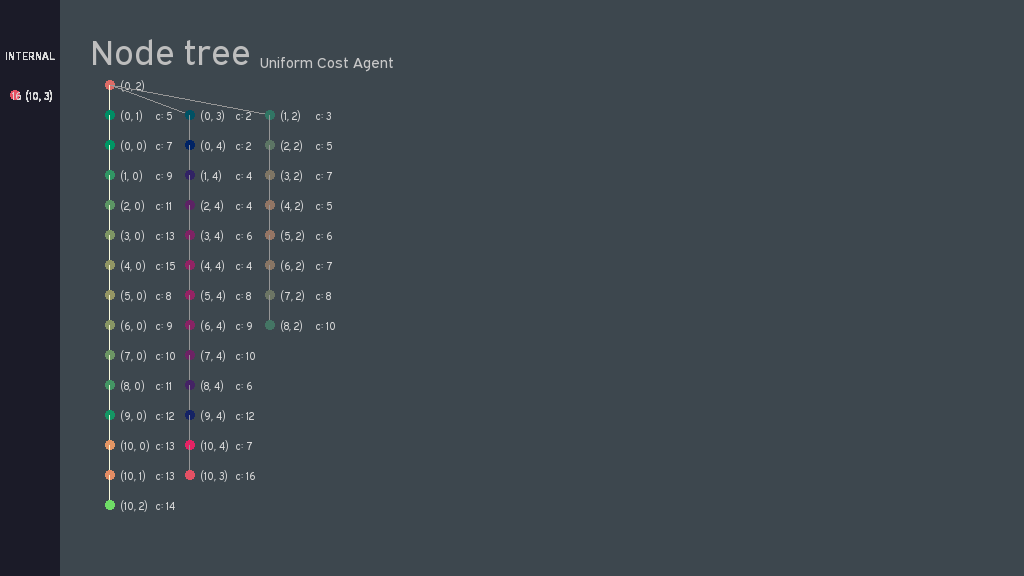 INTERNAL
16 (10, 3)
Node tree Uniform Cost Agent
(0, 2)
(0, 1) c: 5 (0, 3) c: 2 (1, 2) c: 3
(0, 0) c: 7 (0, 4) c: 2 (2, 2) c: 5
(1, 0) c: 9 (1, 4) c: 4 (3, 2) c: 7
(2, 0) c: 11 (2, 4) c: 4 (4, 2) c: 5
(3, 0) c: 13 (3, 4) c: 6 (5, 2) c: 6
(4, 0) c: 15 (4, 4) c: 4 (6, 2) c: 7
(5, 0) c: 8 (5, 4) c: 8 (7, 2) c: 8
(6, 0) c: 9 (6, 4) c: 9 (8, 2) c: 10
(7, 0) c: 10 (7, 4) c: 10
(8, 0) c: 11 (8, 4) c: 6
(9, 0) c: 12 (9, 4) c: 12
(10, 0) c: 13 (10, 4) c: 7
(10, 1) c: 13 (10, 3) c: 16
(10, 2) c: 14